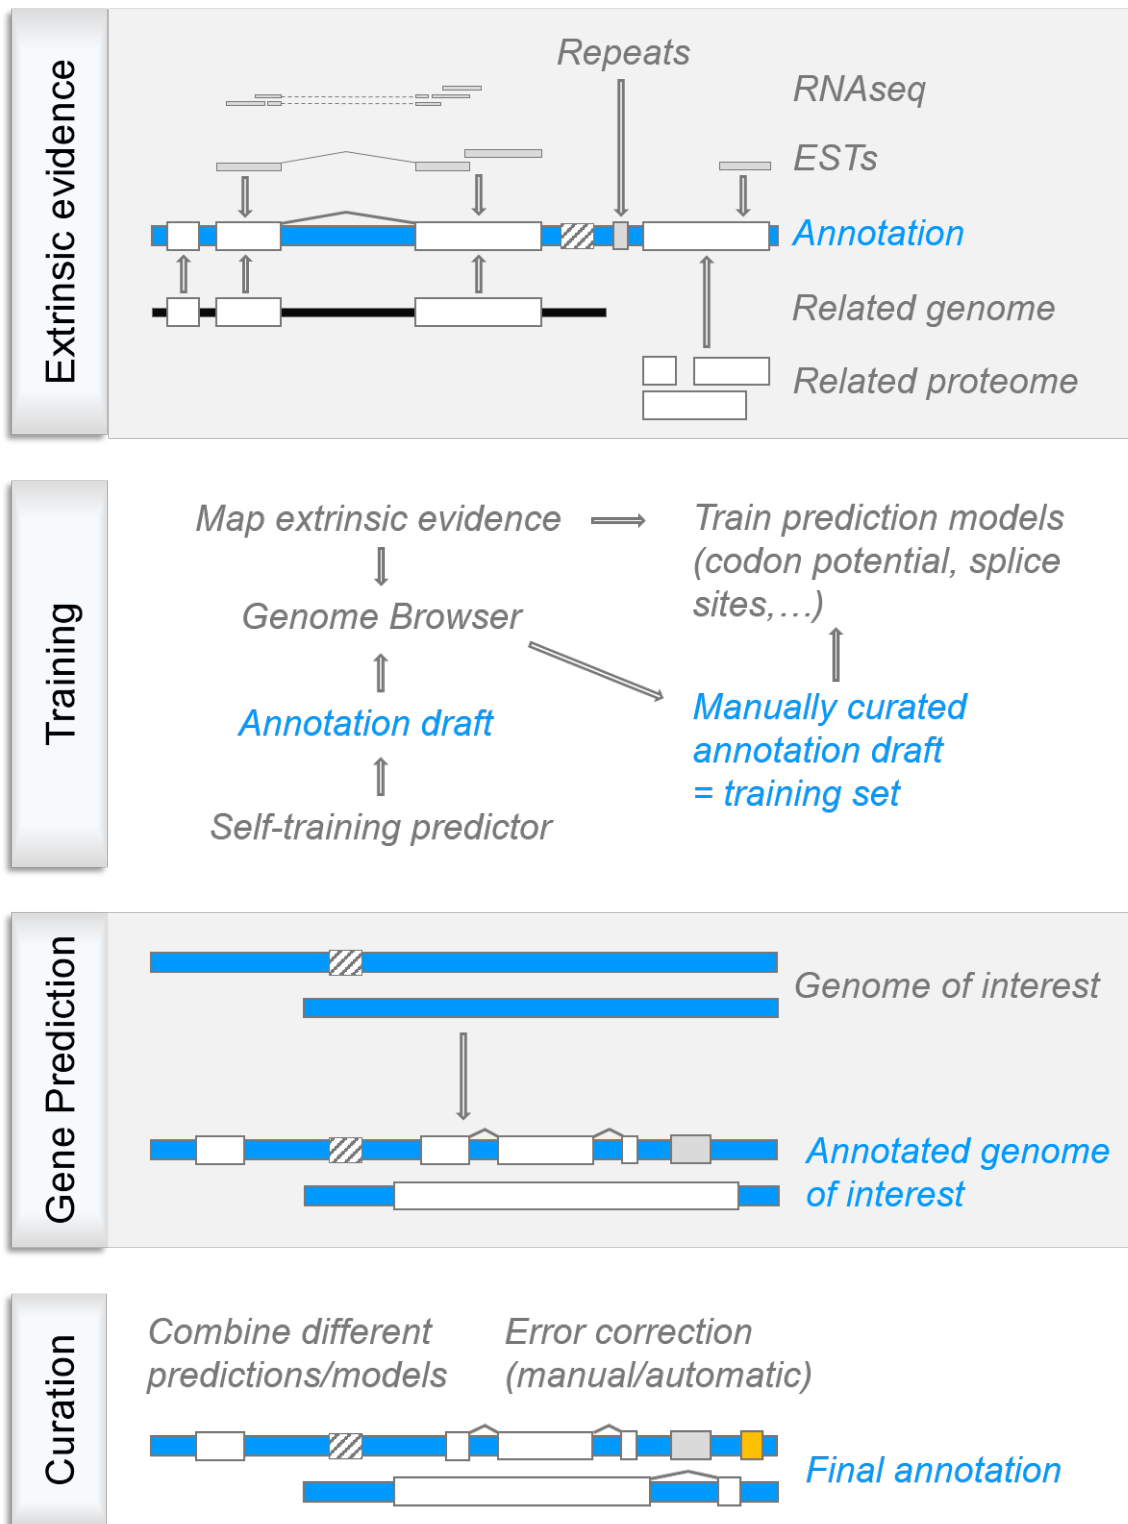 Extrinsic evidence
Repeats
RNAseq
ESTs
Annotation
Related genome
Related proteome
Training
Map extrinsic evidence
Train prediction models
(codon potential, splice
sites,...)
Genome Browser
Annotation draft
Manually curated
annotation draft
= training set
Self-training predictor
Gene Prediction
Genome of interest
Annotated genome
of interest
Curation
Combine different
predictions/models
Error correction
(manual/automatic)
Final annotation